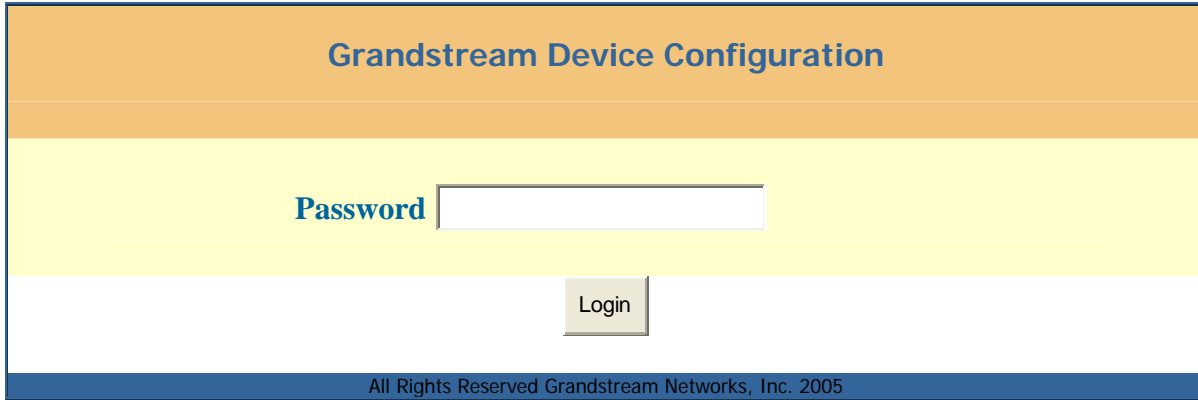 Grandstream Device Configuration
Password
Login
All Rights Reserved Grandstream Networks, Inc. 2005